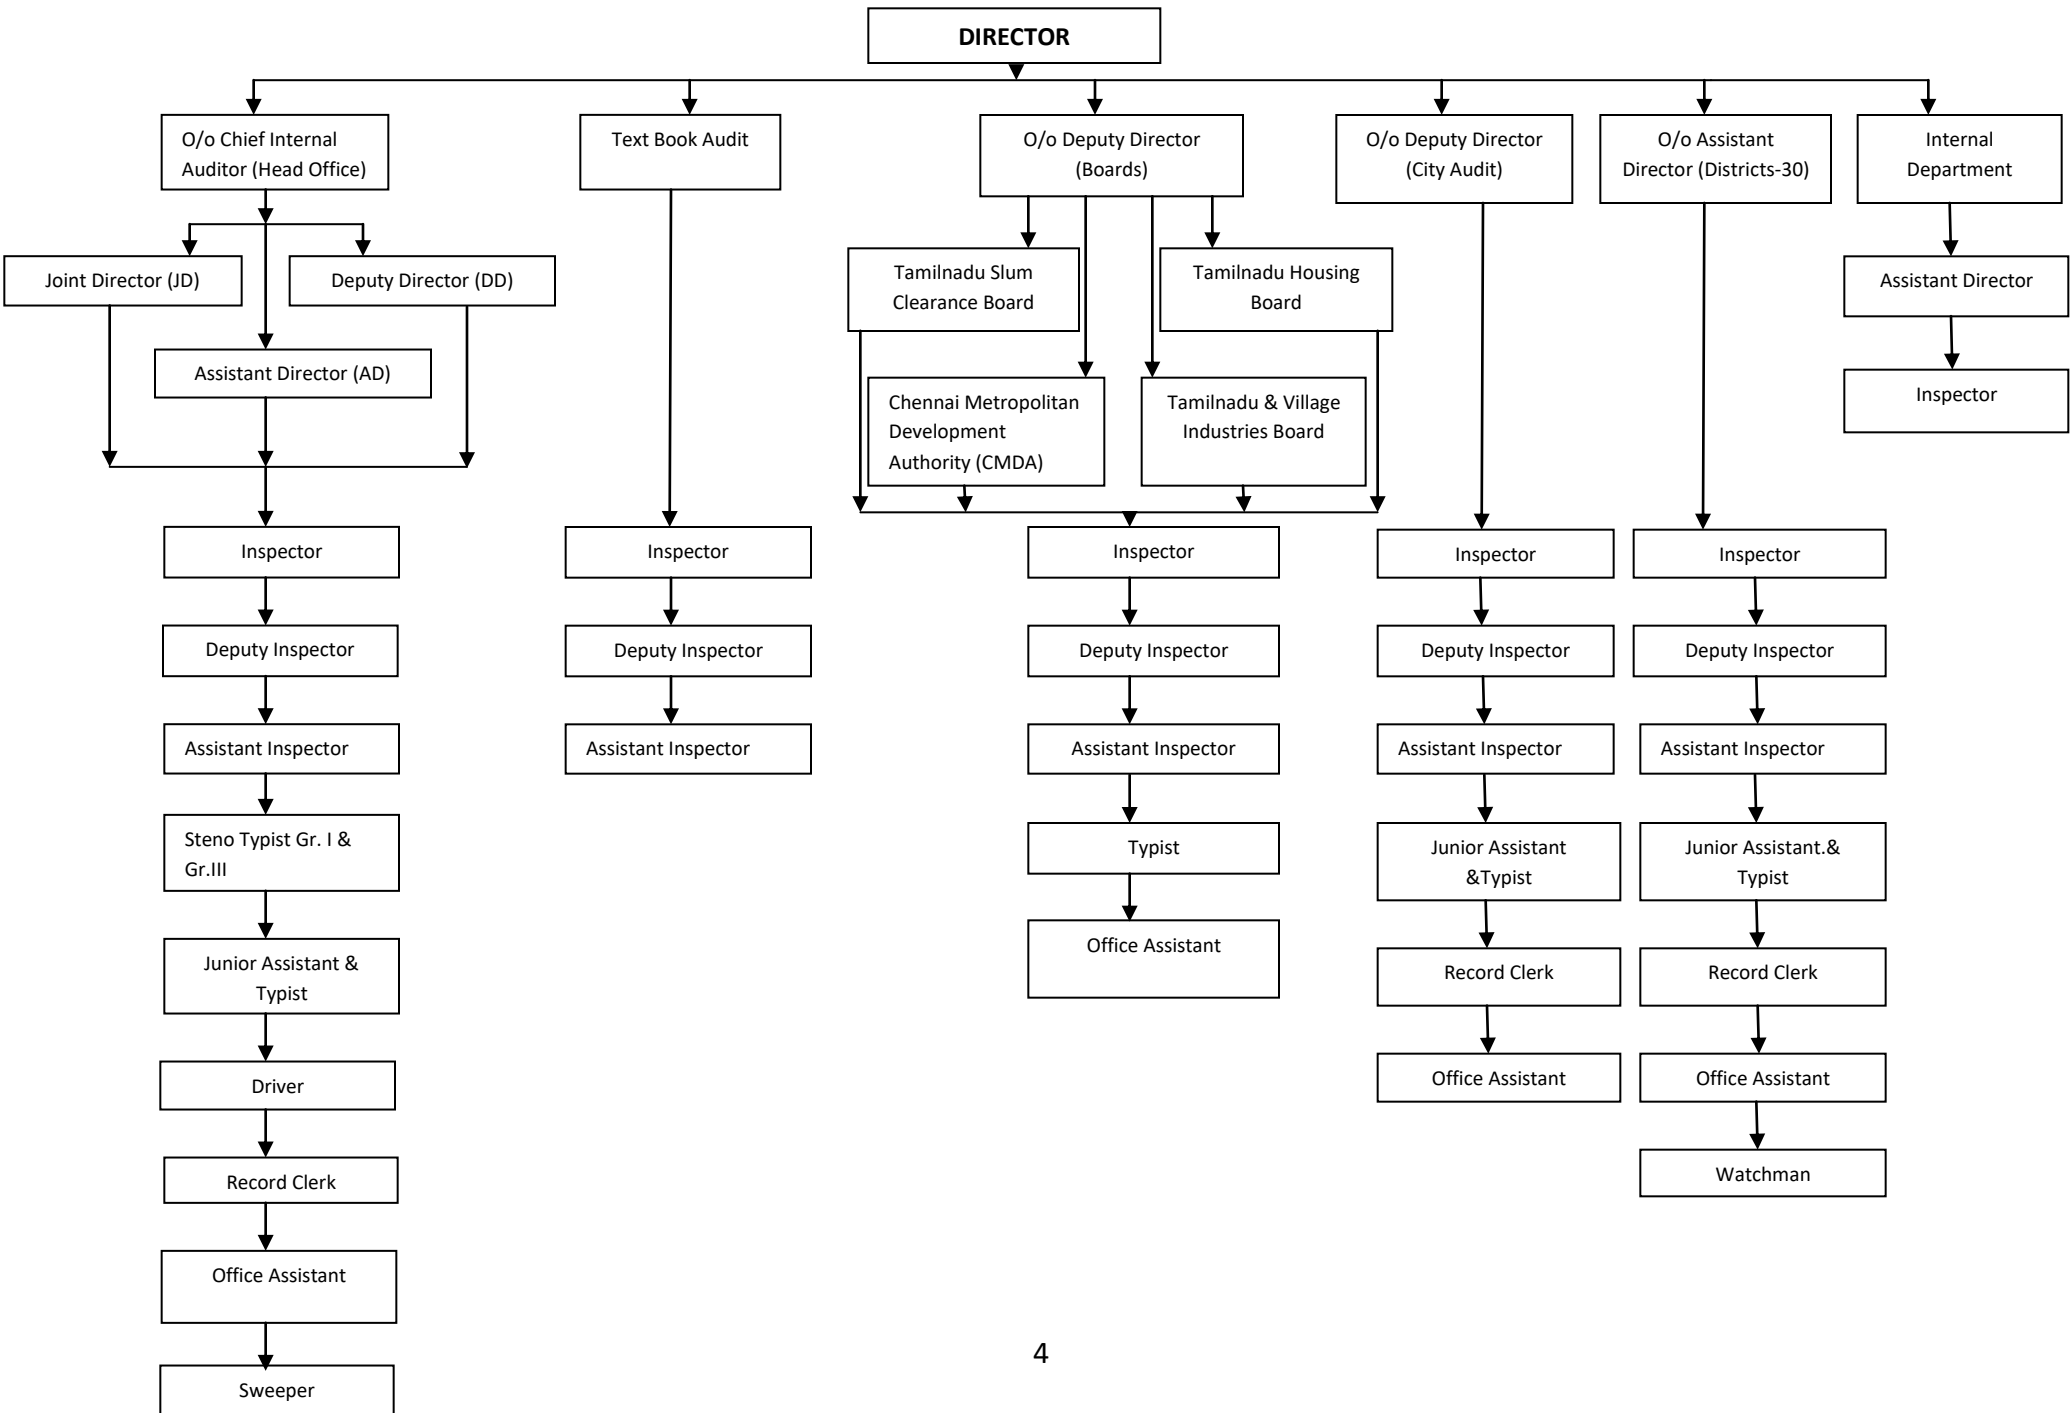 DIRECTOR
O/o Chief Internal
Auditor (Head Office)
Text Book Audit
O/o Deputy Director
(Boards)
O/o Deputy Director
(City Audit)
O/o Assistant
Director (Districts-30)
Internal
Department
Joint Director (JD)
Deputy Director (DD)
Assistant Director (AD)
Tamilnadu Slum
Clearance Board
Tamilnadu Housing
Board
Chennai Metropolitan
Development
Authority (CMDA)
Tamilnadu & Village
Industries Board
Assistant Director
Inspector
Inspector
Deputy Inspector
Assistant Inspector
Steno Typist Gr. I &
Gr.III
Junior Assistant &
Typist
Driver
Record Clerk
Office Assistant
Sweeper
Inspector
Deputy Inspector
Assistant Inspector
Inspector
Deputy Inspector
Assistant Inspector
Typist
Office Assistant
Inspector
Deputy Inspector
Assistant Inspector
Junior Assistant
&Typist
Record Clerk
Office Assistant
Inspector
Deputy Inspector
Assistant Inspector
Junior Assistant.&
Typist
Record Clerk
Office Assistant
Watchman
4